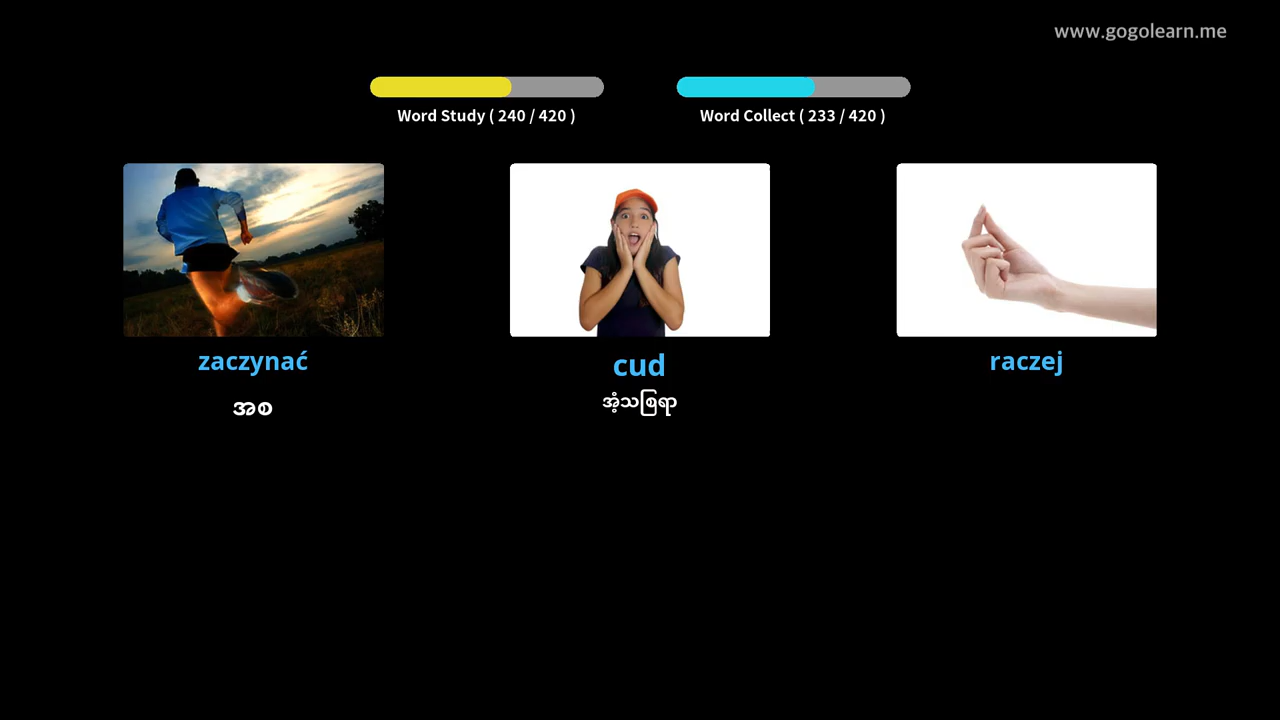 www.gogolearn.me
Word Study ( 240 / 420 )
Word Collect ( 233 / 420 )
zaczynać
cud
raczej
အစ
အံ့သစြရာ